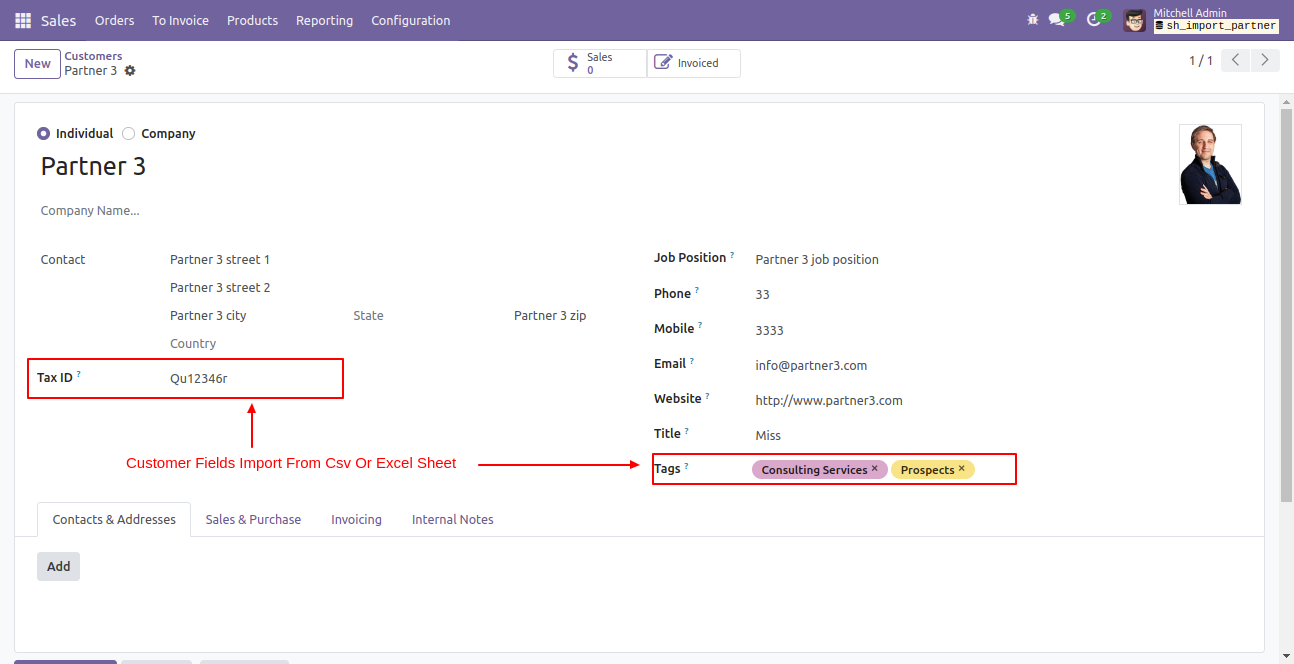 Sales Orders To Invoice Products Reporting Configuration 5 2 Mitchell Admin
sh_import_partner
New Customers
Partner 3
Sales
0
Invoiced
1 / 1
Individual Company
Partner 3
Company Name...
Contact Partner 3 street 1
Partner 3 street 2
Partner 3 city State Partner 3 zip
Country
Tax ID ? Qu12346r
Job Position ? Partner 3 job position
Phone ? 33
Mobile ? 3333
Email ? info@partner3.com
Website ? http://www.partner3.com
Title ? Miss
Customer Fields Import From Csv Or Excel Sheet
Tags ? Consulting Services × Prospects ×
Contacts & Addresses Sales & Purchase Invoicing Internal Notes
Add